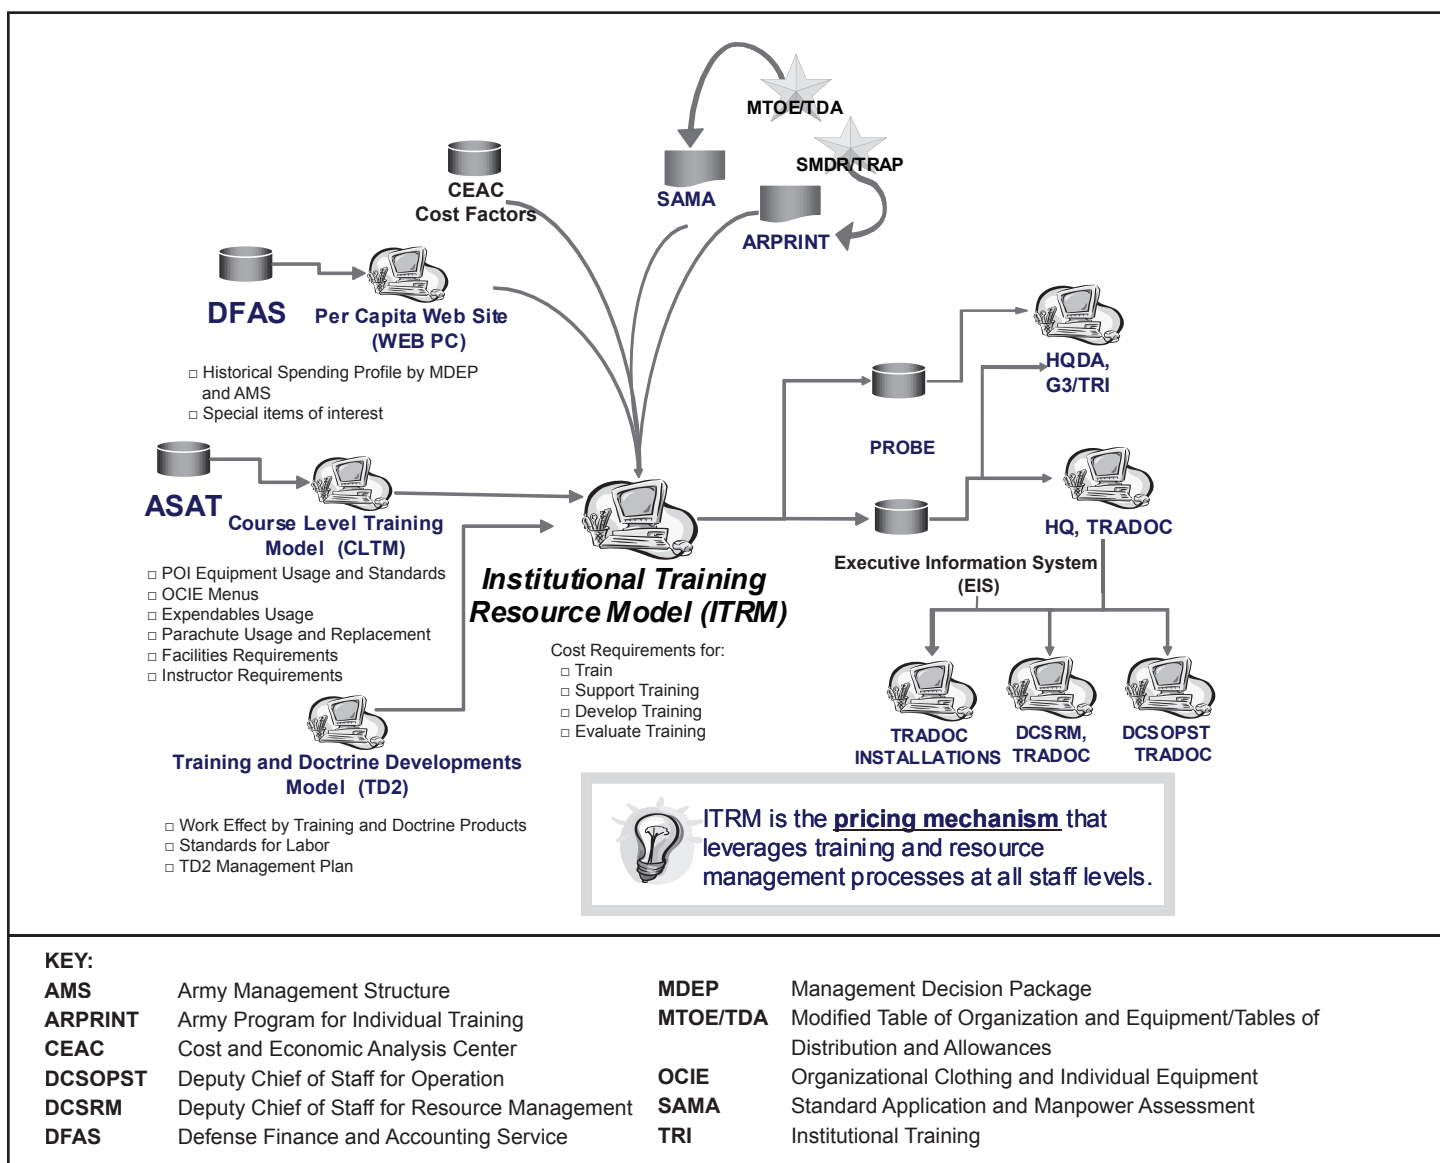 MTOE/TDA
SMDR/TRAP
CEAC
Cost Factors
SAMA
ARPRINT
DFAS
Per Capita Web Site
(WEB PC)
□ Historical Spending Profile by MDEP
and AMS
□ Special items of interest
HQDA,
G3/TRI
PROBE
ASAT
Course Level Training
Model (CLTM)
□ POI Equipment Usage and Standards
□ OCIE Menus
□ Expendables Usage
□ Parachute Usage and Replacement
□ Facilities Requirements
□ Instructor Requirements
Institutional Training
Resource Model (ITRM)
Cost Requirements for:
□ Train
□ Support Training
□ Develop Training
□ Evaluate Training
HQ, TRADOC
Executive Information System
(EIS)
TRADOC
INSTALLATIONS
DCSRM,
TRADOC
DCSOPST
TRADOC
Training and Doctrine Developments
Model (TD2)
□ Work Effect by Training and Doctrine Products
□ Standards for Labor
□ TD2 Management Plan
ITRM is the pricing mechanism that
leverages training and resource
management processes at all staff levels.
KEY:
AMS Army Management Structure
ARPRINT Army Program for Individual Training
CEAC Cost and Economic Analysis Center
DCSOPST Deputy Chief of Staff for Operation
DCSRM Deputy Chief of Staff for Resource Management
DFAS Defense Finance and Accounting Service
MDEP Management Decision Package
MTOE/TDA Modified Table of Organization and Equipment/Tables of
Distribution and Allowances
OCIE Organizational Clothing and Individual Equipment
SAMA Standard Application and Manpower Assessment
TRI Institutional Training